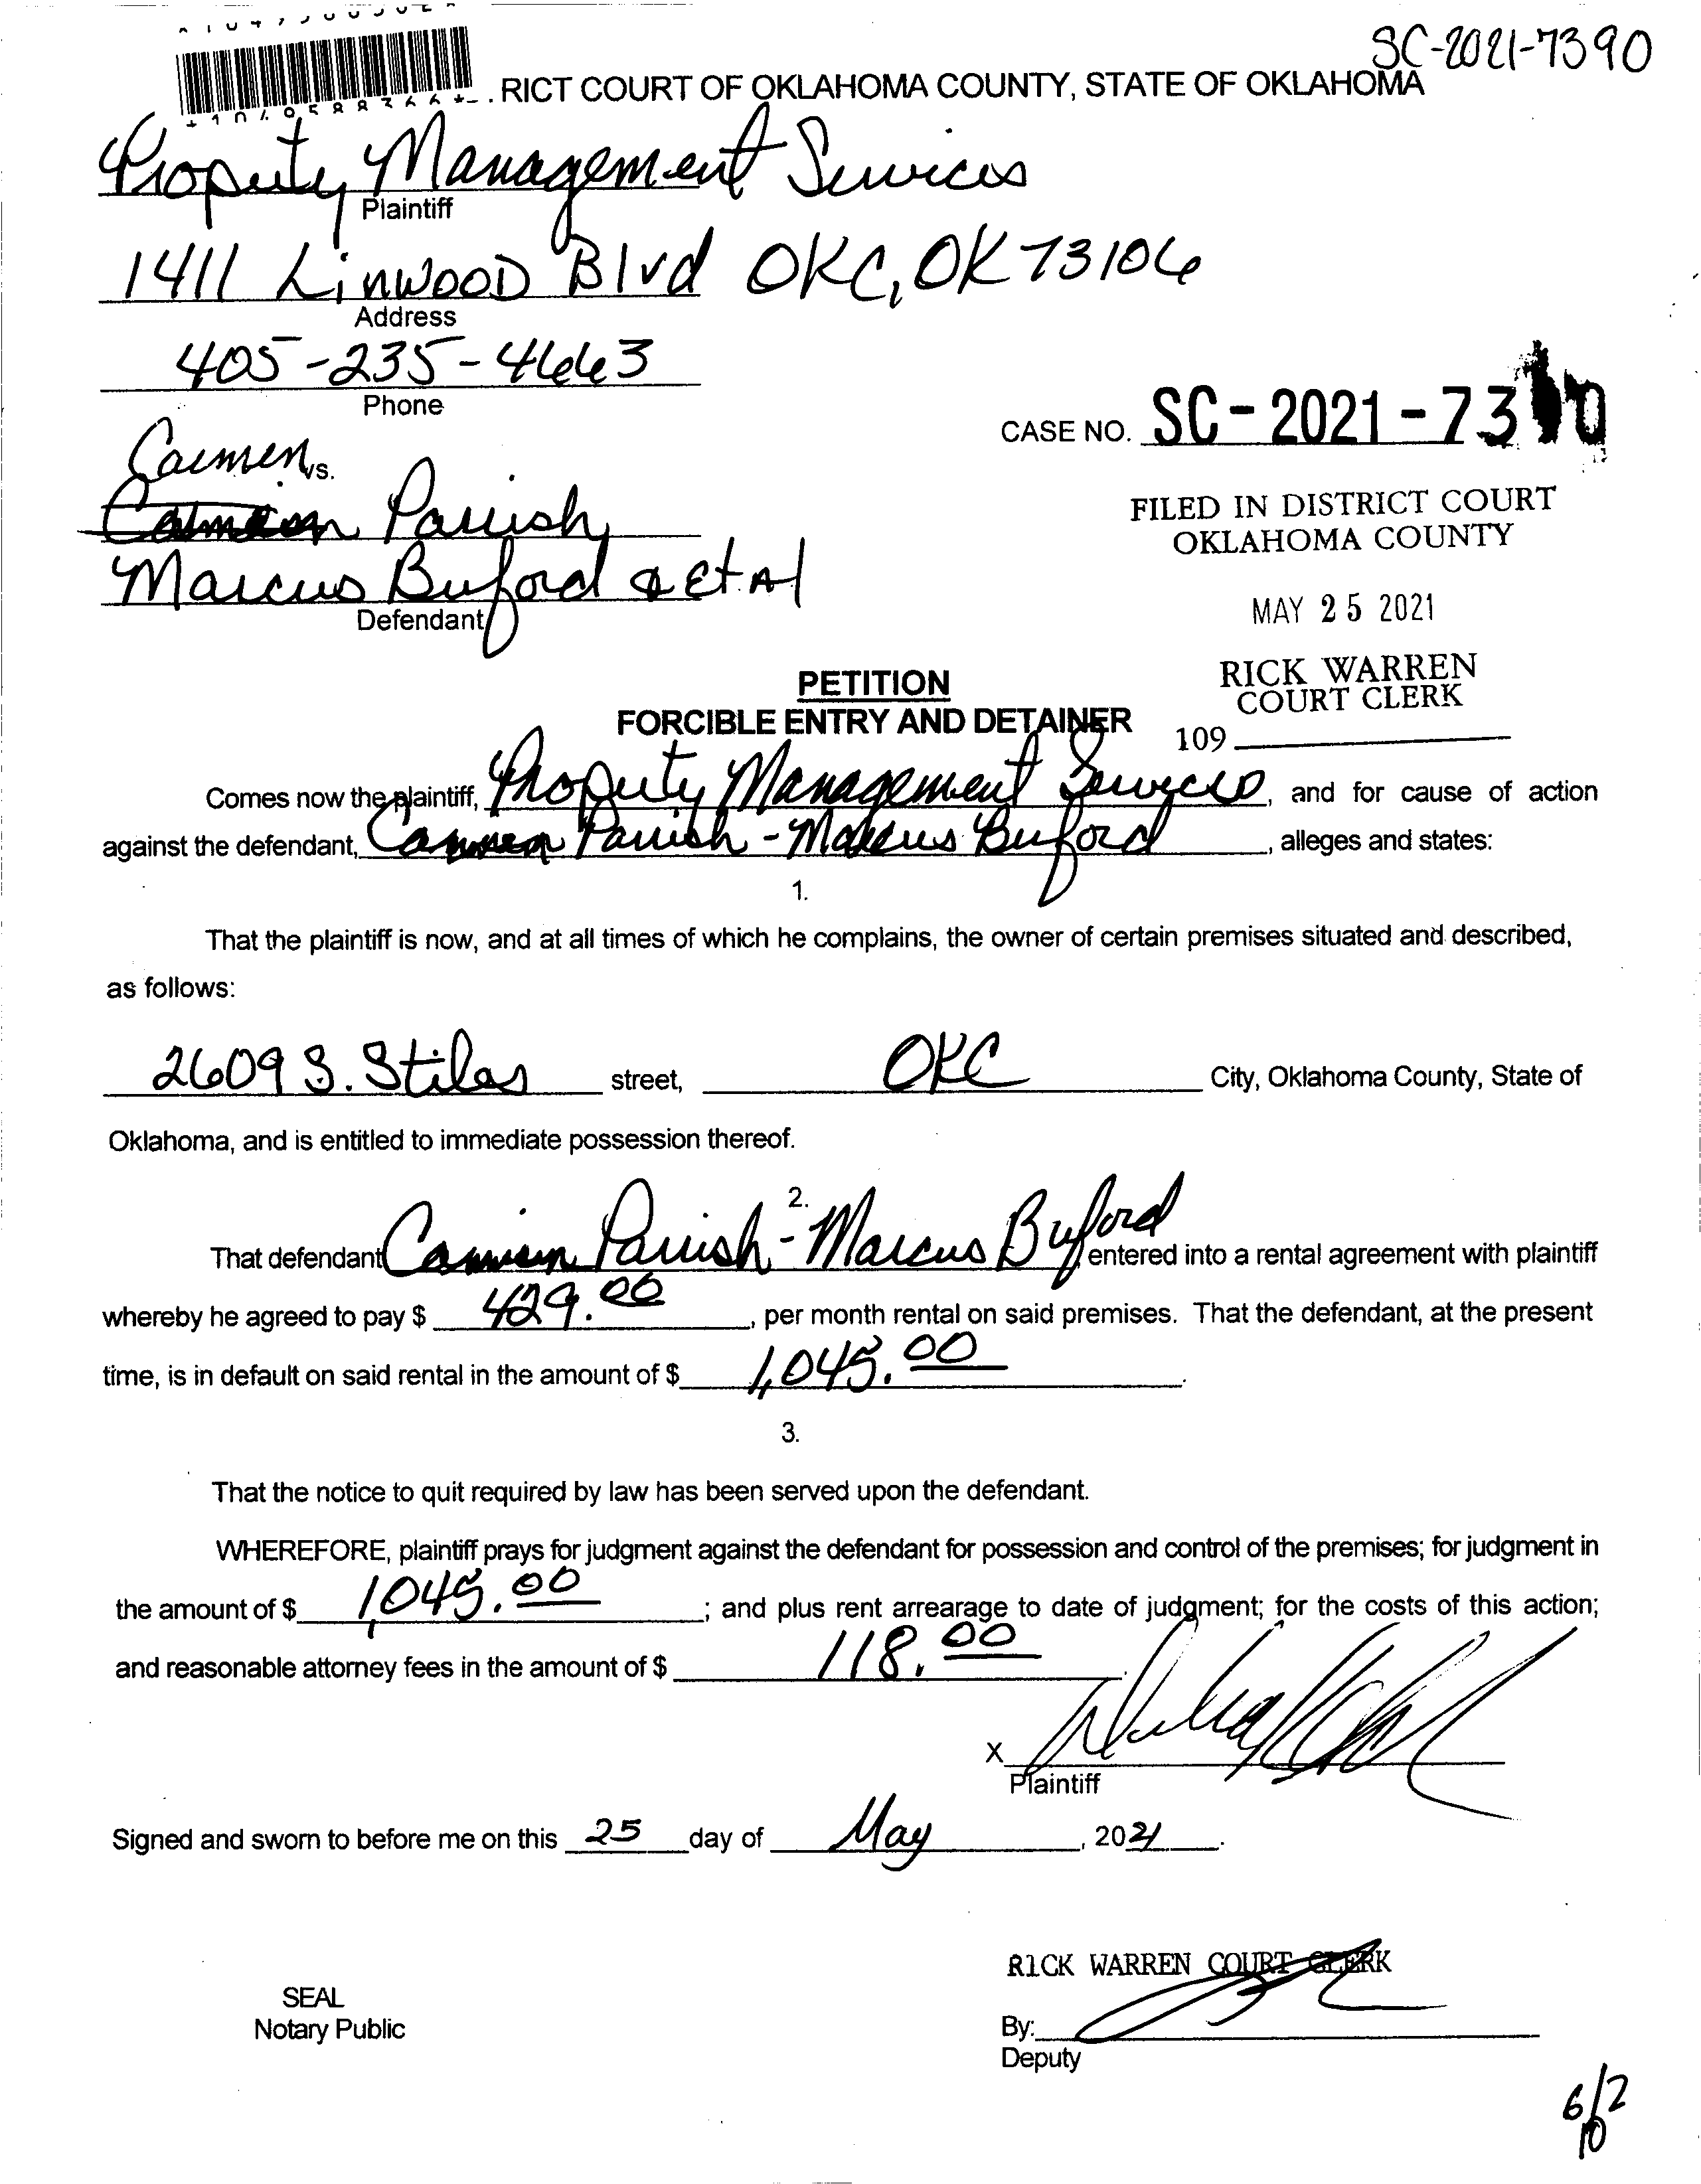 SC-2021-7390
RICT COURT OF OKLAHOMA COUNTY, STATE OF OKLAHOMA
Property Management Services
Plaintiff
1411 Linwood Blvd OKC, OK 73106
Address
405-235-4663
Phone
CASE NO. SC-2021-73 0
Carmen vs.
Parrish
Marcus Buford & Et Al
Defendant
FILED IN DISTRICT COURT
OKLAHOMA COUNTY
MAY 25 2021
RICK WARREN
COURT CLERK
109
PETITION
FORCIBLE ENTRY AND DETAINER
Comes now the plaintiff, Property Management Services, and for cause of action
against the defendant, Carmen Parrish - Marcus Buford, alleges and states:
1.
That the plaintiff is now, and at all times of which he complains, the owner of certain premises situated and described,
as follows:
2609 S. Stiles street, OKC City, Oklahoma County, State of
Oklahoma, and is entitled to immediate possession thereof.
2.
That defendant Carmen Parrish - Marcus Buford entered into a rental agreement with plaintiff
whereby he agreed to pay $ 429.00, per month rental on said premises. That the defendant, at the present
time, is in default on said rental in the amount of $ 1,045.00.
3.
That the notice to quit required by law has been served upon the defendant.
WHEREFORE, plaintiff prays for judgment against the defendant for possession and control of the premises; for judgment in
the amount of $ 1,045.00; and plus rent arrearage to date of judgment; for the costs of this action;
and reasonable attorney fees in the amount of $ 118.00.
X
Plaintiff
Signed and sworn to before me on this 25 day of May, 2021.
RICK WARREN COURT CLERK
SEAL
Notary Public
By:
Deputy
6/2
10